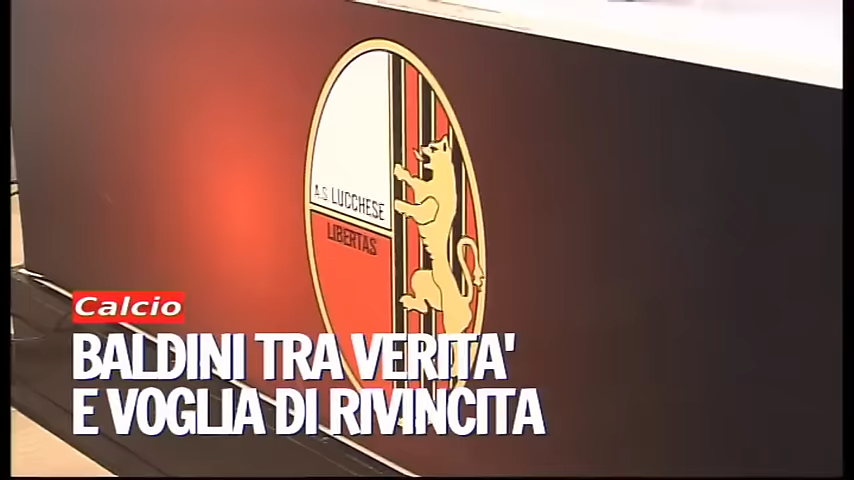 A.S. LUCCHESE
LIBERTAS
Calcio
BALDINI TRA VERITA'
E VOGLIA DI RIVINCITA